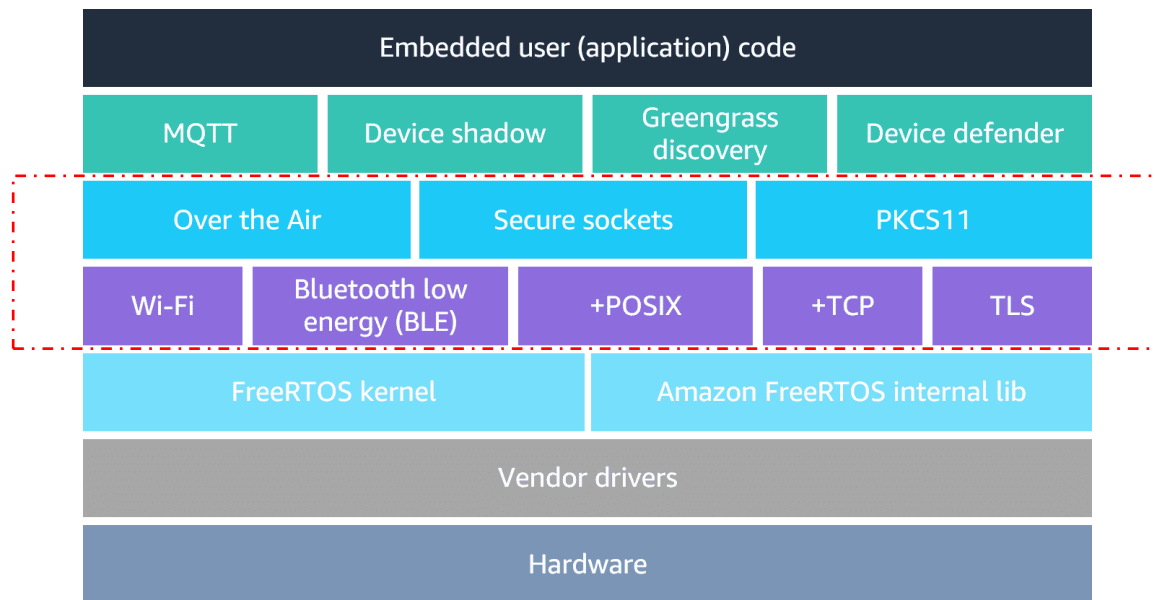 Embedded user (application) code
MQTT
Device shadow
Greengrass
discovery
Device defender
Over the Air
Secure sockets
PKCS11
Wi-Fi
Bluetooth low
energy (BLE)
+POSIX
+TCP
TLS
FreeRTOS kernel
Amazon FreeRTOS internal lib
Vendor drivers
Hardware